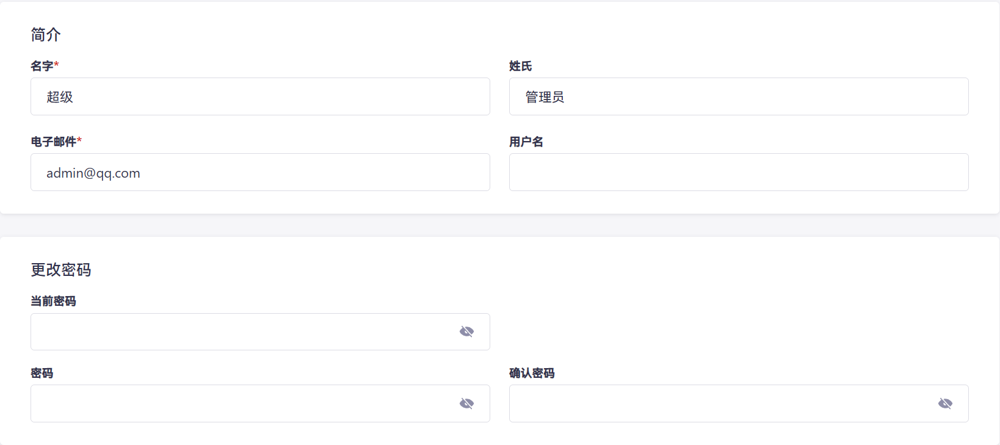 简介
名字*
姓氏
超级
管理员
电子邮件*
用户名
admin@qq.com
更改密码
当前密码
密码
确认密码